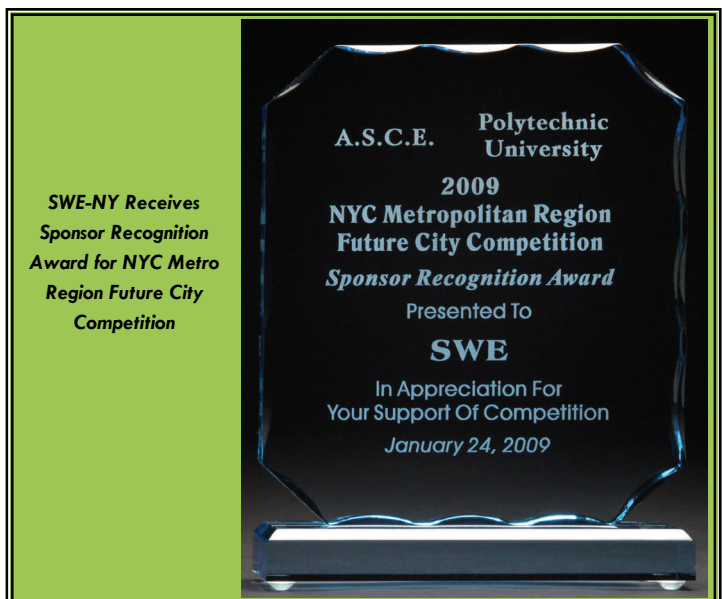 SWE-NY Receives
Sponsor Recognition
Award for NYC Metro
Region Future City
Competition
A.S.C.E. Polytechnic
University
2009
NYC Metropolitan Region
Future City Competition
Sponsor Recognition Award
Presented To
SWE
In Appreciation For
Your Support Of Competition
January 24, 2009